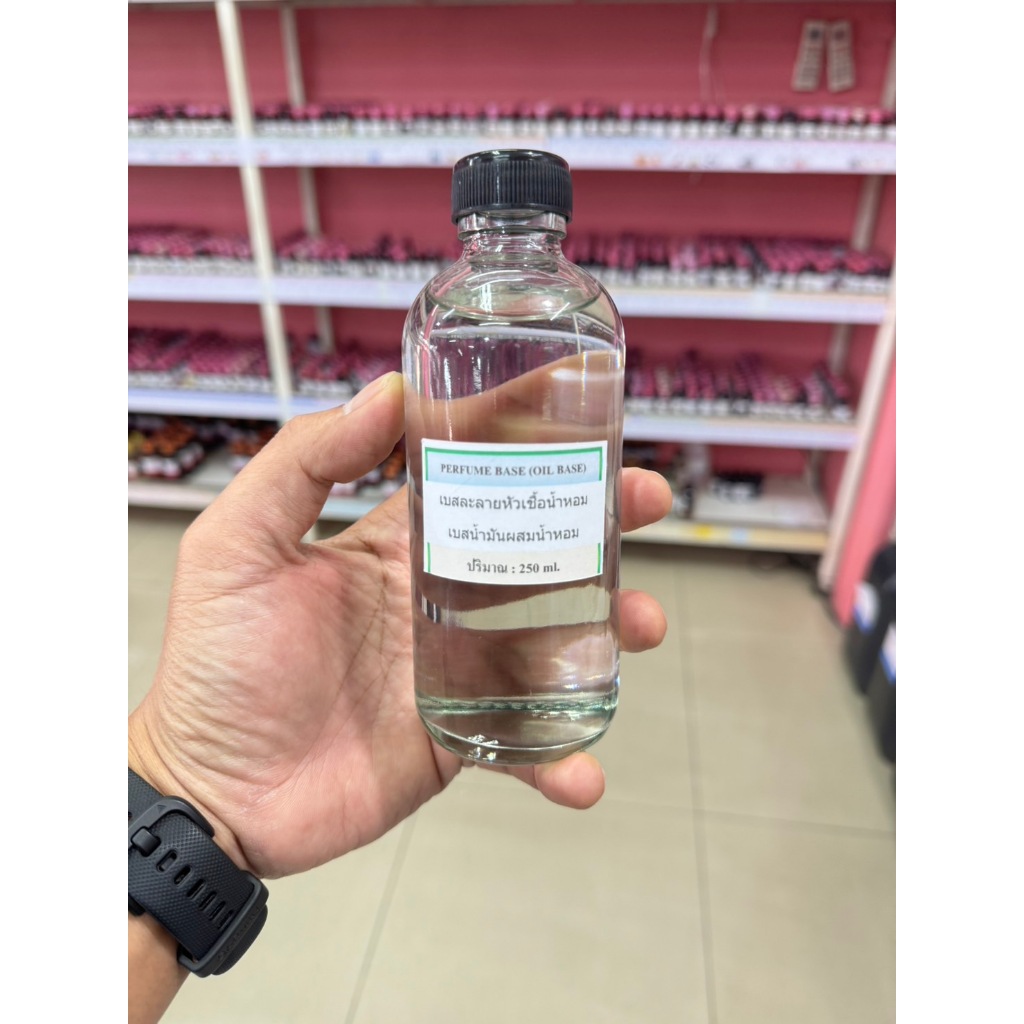 PERFUME BASE (OIL BASE)
เบสละลายหัวเชื้อน้ำหอม
เบสน้ำมันผสมน้ำหอม
ปริมาณ : 250 ml.